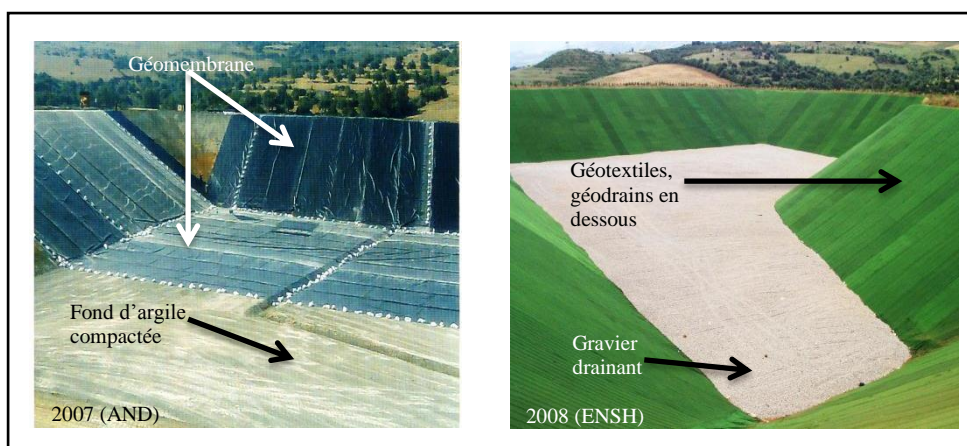 Géomembrane
Fond d'argile
compactée
2007 (AND)
Géotextiles,
géodrains en
dessous
Gravier
drainant
2008 (ENSH)